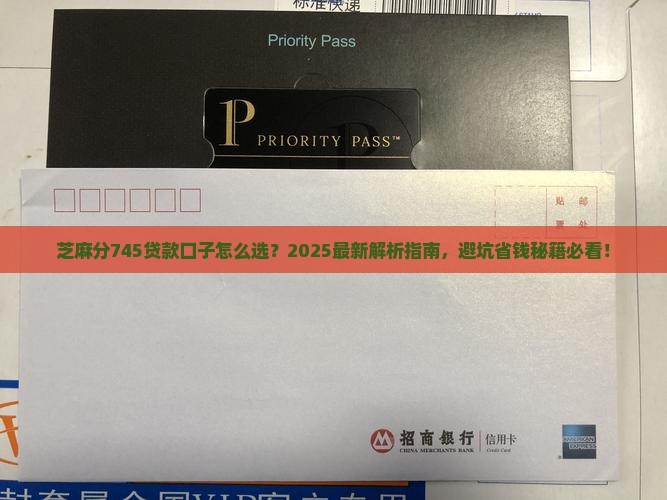 标准快递
Priority Pass
PRIORITY PASS™
贴 邮
票 处
芝麻分745贷款口子怎么选？2025最新解析指南，避坑省钱秘籍必看！
招商银行 信用卡
CHINA MERCHANTS BANK Credit Card
AMERICAN
EXPRESS
®